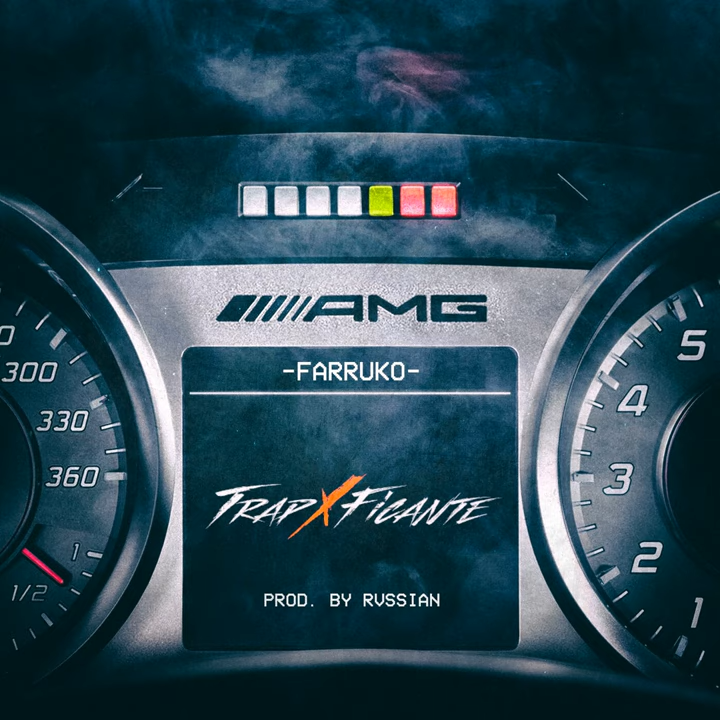 AMG
-FARRUKO-
TRAPXFICANTE
PROD. BY RVSSIAN
300
330
360
1
1/2
5
4
3
2
1